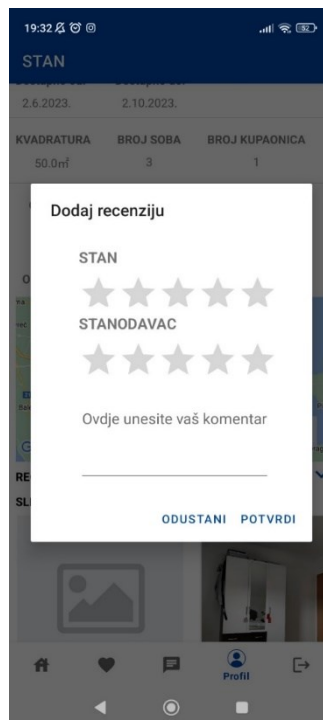 19:32
STAN
2.6.2023. 2.10.2023.
KVADRATURA BROJ SOBA BROJ KUPAONICA
50.0㎡ 3 1
Dodaj recenziju
STAN
STANODAVAC
Ovdje unesite vaš komentar
ODUSTANI POTVRDI
Profil